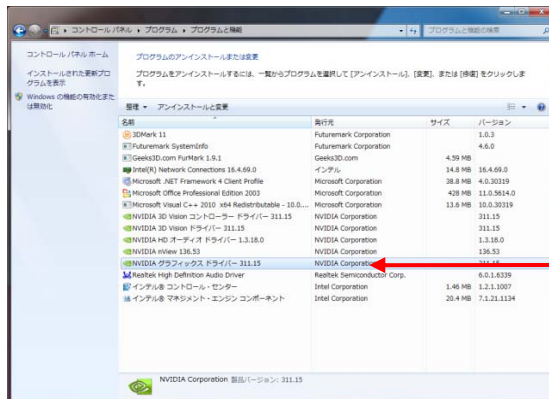 コントロール パネル ▸ プログラム ▸ プログラムと機能
プログラムと機能の検索
コントロール パネル ホーム
インストールされた更新プログラムを表示
Windows の機能の有効化または無効化
プログラムのアンインストールまたは変更
プログラムをアンインストールするには、一覧からプログラムを選択して [アンインストール]、[変更]、または [修復] をクリックします。
整理 ▾ アンインストールと変更
名前 発行元 サイズ バージョン
3DMark 11 Futuremark Corporation 1.0.3
Futuremark SystemInfo Futuremark Corporation 4.6.0
Geeks3D.com FurMark 1.9.1 Geeks3D.com 4.59 MB
Intel(R) Network Connections 16.4.69.0 インテル 14.8 MB 16.4.69.0
Microsoft .NET Framework 4 Client Profile Microsoft Corporation 38.8 MB 4.0.30319
Microsoft Office Professional Edition 2003 Microsoft Corporation 428 MB 11.0.5614.0
Microsoft Visual C++ 2010 x64 Redistributable - 10.0.... Microsoft Corporation 13.6 MB 10.0.30319
NVIDIA 3D Vision コントローラー ドライバー 311.15 NVIDIA Corporation 311.15
NVIDIA 3D Vision ドライバー 311.15 NVIDIA Corporation 311.15
NVIDIA HD オーディオ ドライバー 1.3.18.0 NVIDIA Corporation 1.3.18.0
NVIDIA nView 136.53 NVIDIA Corporation 136.53
NVIDIA グラフィックス ドライバー 311.15 NVIDIA Corporation 311.15
Realtek High Definition Audio Driver Realtek Semiconductor Corp. 6.0.1.6339
インテル® コントロール・センター Intel Corporation 1.46 MB 1.2.1.1007
インテル® マネジメント・エンジン コンポーネント Intel Corporation 20.4 MB 7.1.21.1134
NVIDIA Corporation 製品バージョン: 311.15